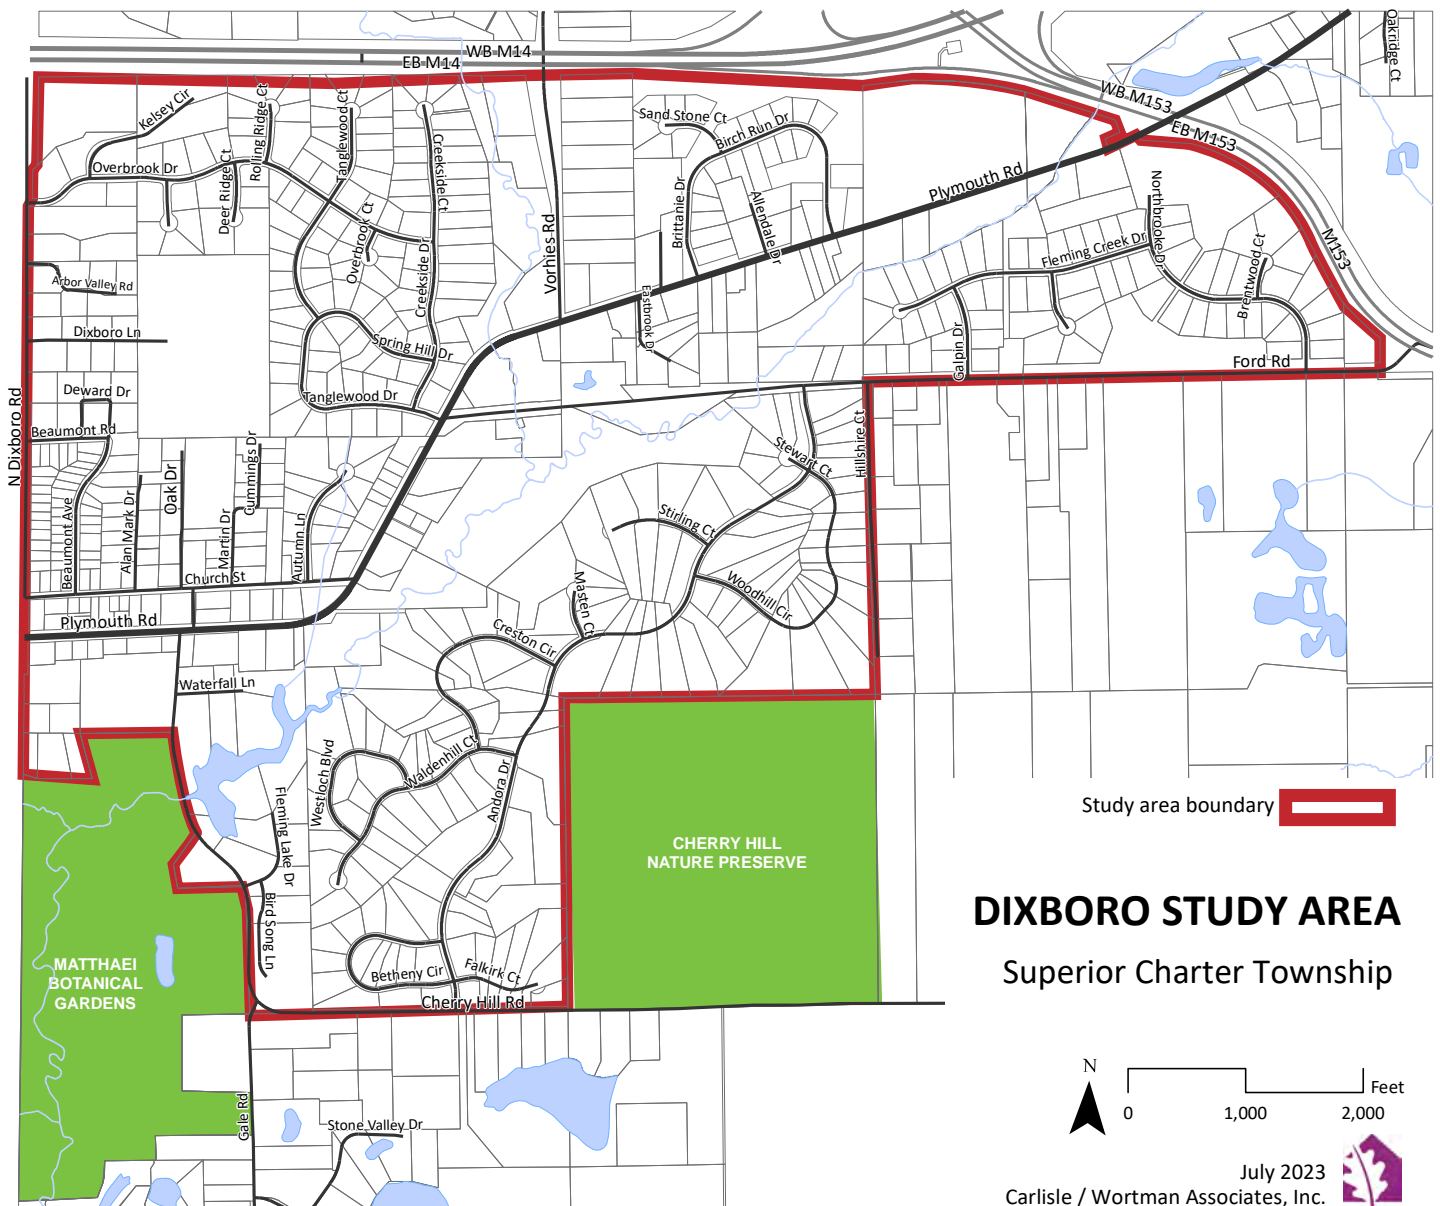 WB M14
EB M14
Oakridge Ct
WB M153
EB M153
M153
Kelsey Cir
Rolling Ridge Ct
Tanglewood Ct
Creekside Ct
Sand Stone Ct
Birch Run Dr
Overbrook Dr
Deer Ridge Ct
Plymouth Rd
Northbrooke Dr
Brittanie Dr
Allendale Dr
Overbrook Ct
Vorhies Rd
Creekside Dr
Fleming Creek Dr
Brentwood Ct
Arbor Valley Rd
Eastbrook Dr
Dixboro Ln
Spring Hill Dr
Galpin Dr
Ford Rd
Deward Dr
Tanglewood Dr
N Dixboro Rd
Beaumont Rd
Hillshire Ct
Stewart Ct
Cummings Dr
Oak Dr
Beaumont Ave
Alan Mark Dr
Martin Dr
Autumn Ln
Stirling Ct
Church St
Woodhill Cir
Masten Ct
Plymouth Rd
Creston Cir
Waterfall Ln
Westloch Blvd
Waldenhill Ct
Andora Dr
Fleming Lake Dr
Study area boundary
CHERRY HILL
NATURE PRESERVE
Bird Song Ln
DIXBORO STUDY AREA
Superior Charter Township
MATTHAEI
BOTANICAL
GARDENS
Betheny Cir
Falkirk Ct
Cherry Hill Rd
N
Feet
0 1,000 2,000
Gale Rd
Stone Valley Dr
July 2023
Carlisle / Wortman Associates, Inc.